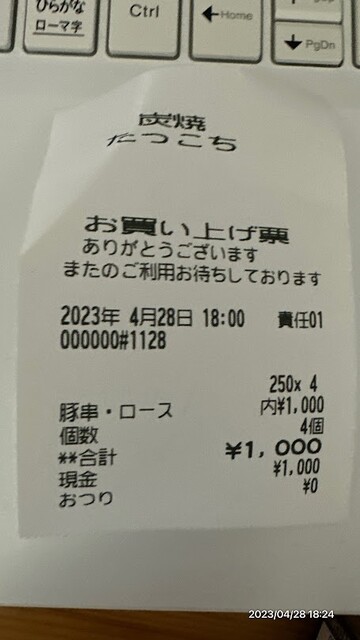 ひらがな
ローマ字
Ctrl
←Home
↓PgDn
炭焼
たつこち
お買い上げ票
ありがとうございます
またのご利用お待ちしております
2023年 4月28日 18:00 責任01
000000#1128
250x 4
豚串・ロース 内¥1,000
個数 4個
**合計 ¥1,000
現金 ¥1,000
おつり ¥0
2023/04/28 18:24